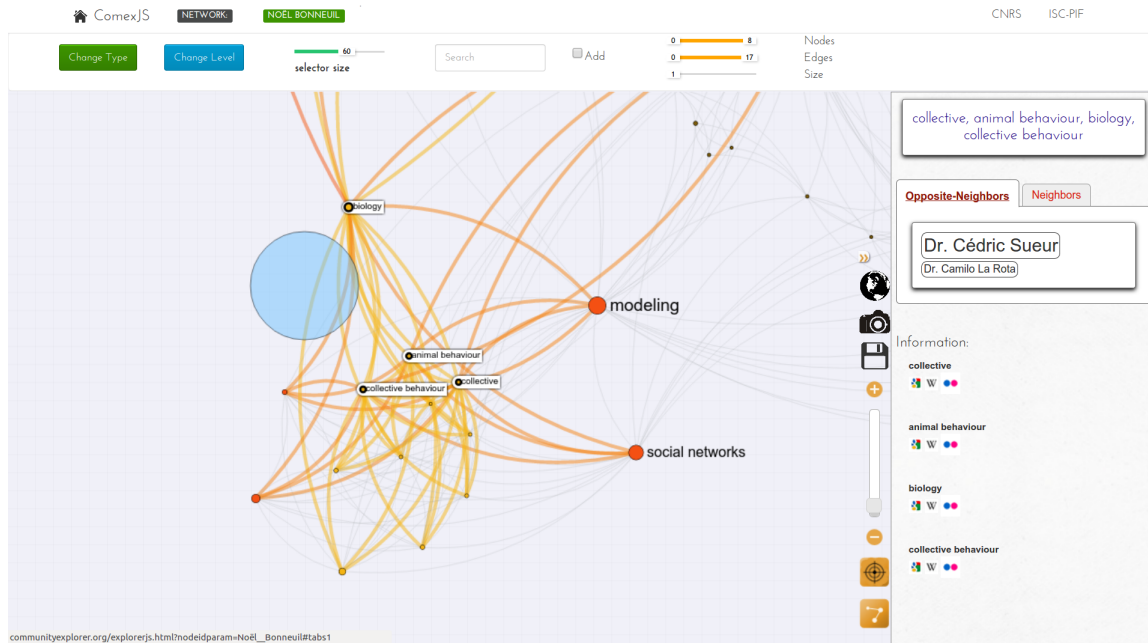 ComexJS NETWORK: NOËL BONNEUIL CNRS ISC-PIF
Change Type Change Level 60 selector size Search Add
0 8 Nodes
0 17 Edges
1 Size
biology
modeling
animal behaviour
collective behaviour
collective
social networks
collective, animal behaviour, biology,
collective behaviour
Opposite-Neighbors Neighbors
Dr. Cédric Sueur
Dr. Camilo La Rota
Information:
collective
W
animal behaviour
W
biology
W
collective behaviour
W
communityexplorer.org/explorerjs.html?nodeidparam=Noël__Bonneuil#tabs1